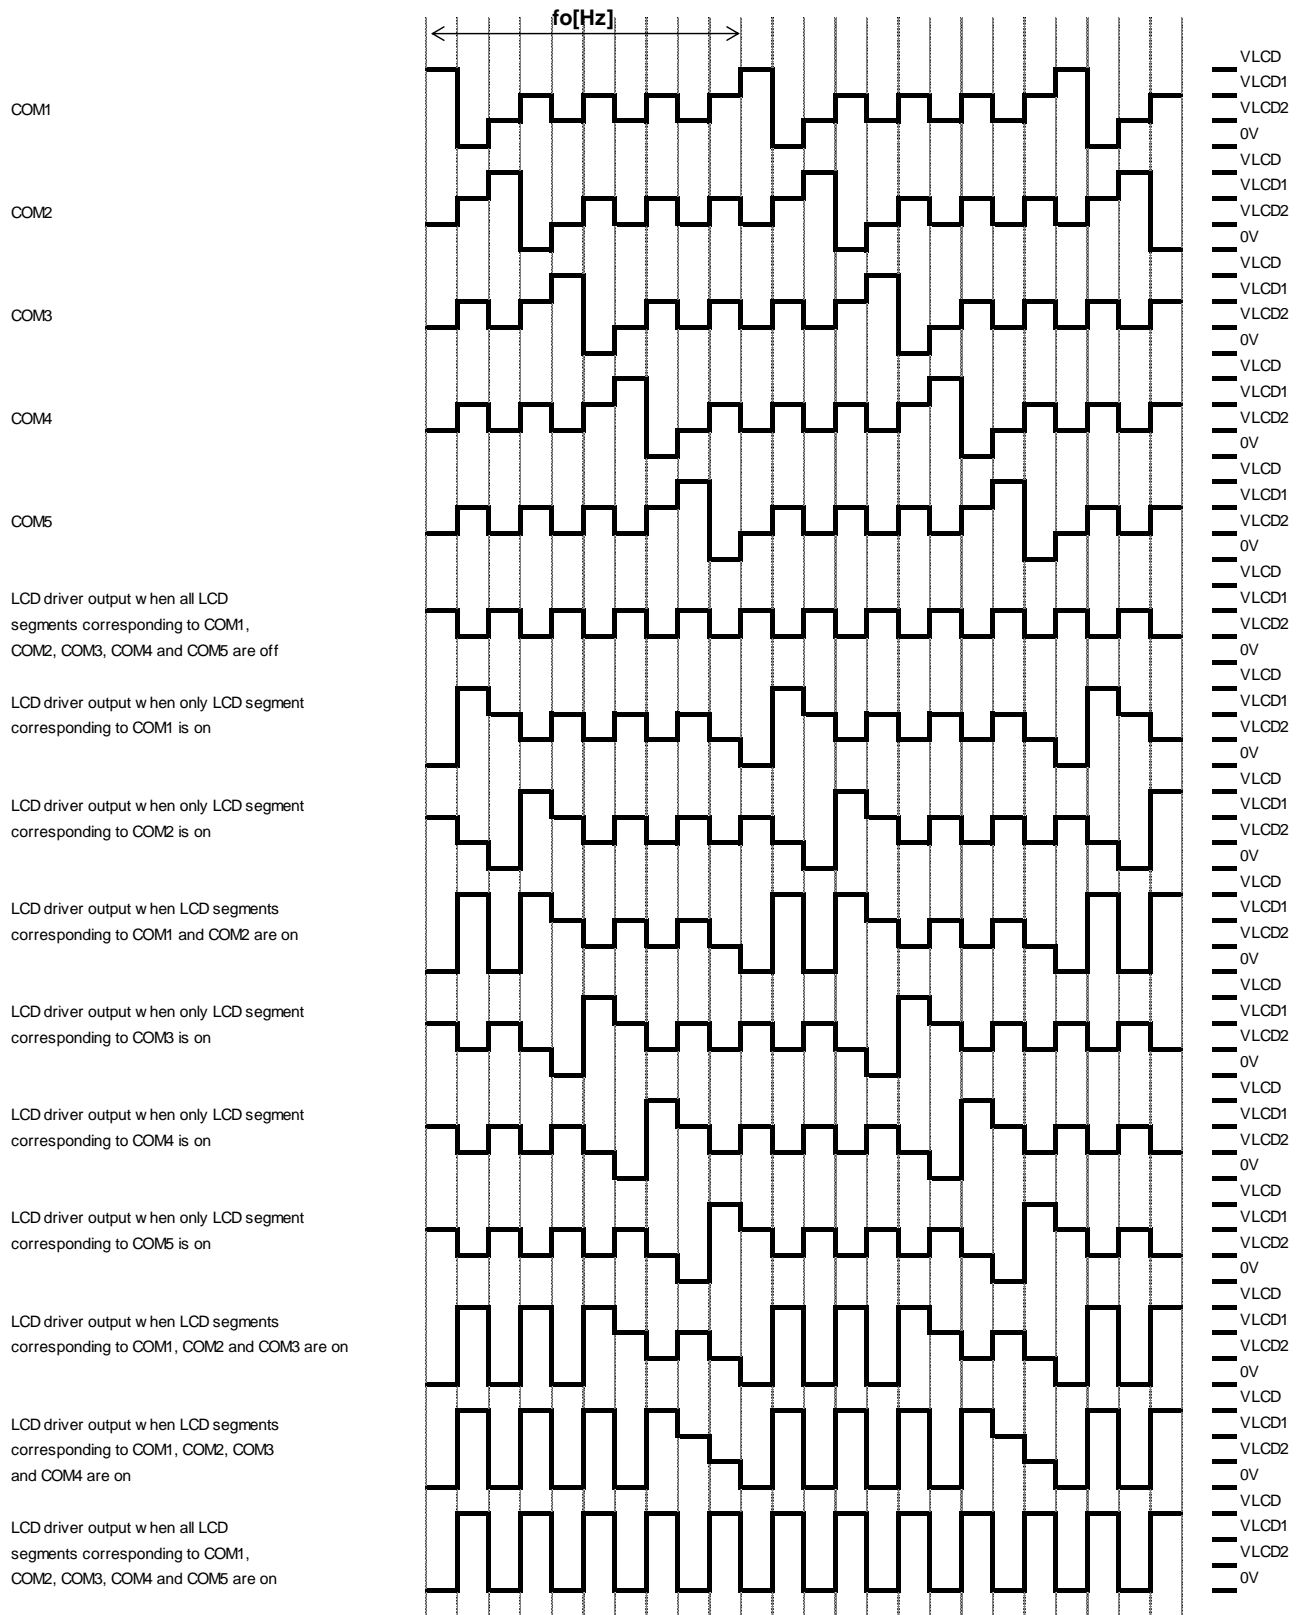 fo[Hz]
COM1
VLCD
VLCD1
VLCD2
0V
COM2
VLCD
VLCD1
VLCD2
0V
COM3
VLCD
VLCD1
VLCD2
0V
COM4
VLCD
VLCD1
VLCD2
0V
COM5
VLCD
VLCD1
VLCD2
0V
LCD driver output when all LCD
segments corresponding to COM1,
COM2, COM3, COM4 and COM5 are off
VLCD
VLCD1
VLCD2
0V
LCD driver output when only LCD segment
corresponding to COM1 is on
VLCD
VLCD1
VLCD2
0V
LCD driver output when only LCD segment
corresponding to COM2 is on
VLCD
VLCD1
VLCD2
0V
LCD driver output when LCD segments
corresponding to COM1 and COM2 are on
VLCD
VLCD1
VLCD2
0V
LCD driver output when only LCD segment
corresponding to COM3 is on
VLCD
VLCD1
VLCD2
0V
LCD driver output when only LCD segment
corresponding to COM4 is on
VLCD
VLCD1
VLCD2
0V
LCD driver output when only LCD segment
corresponding to COM5 is on
VLCD
VLCD1
VLCD2
0V
LCD driver output when LCD segments
corresponding to COM1, COM2 and COM3 are on
VLCD
VLCD1
VLCD2
0V
LCD driver output when LCD segments
corresponding to COM1, COM2, COM3
and COM4 are on
VLCD
VLCD1
VLCD2
0V
LCD driver output when all LCD
segments corresponding to COM1,
COM2, COM3, COM4 and COM5 are on
VLCD
VLCD1
VLCD2
0V